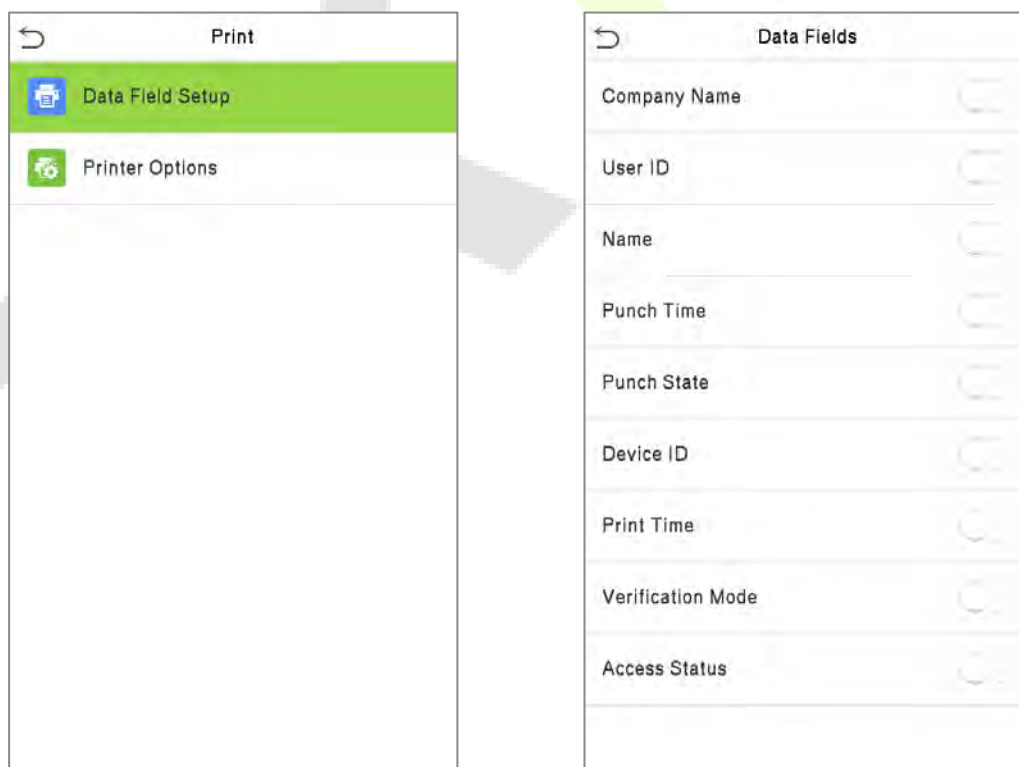 Print
Data Field Setup
Printer Options
Data Fields
Company Name
User ID
Name
Punch Time
Punch State
Device ID
Print Time
Verification Mode
Access Status